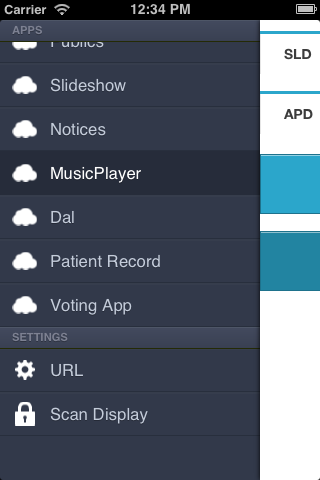 Carrier 12:34 PM
APPS
Publics
Slideshow
SLD
Notices
APD
MusicPlayer
Dal
Patient Record
Voting App
SETTINGS
URL
Scan Display